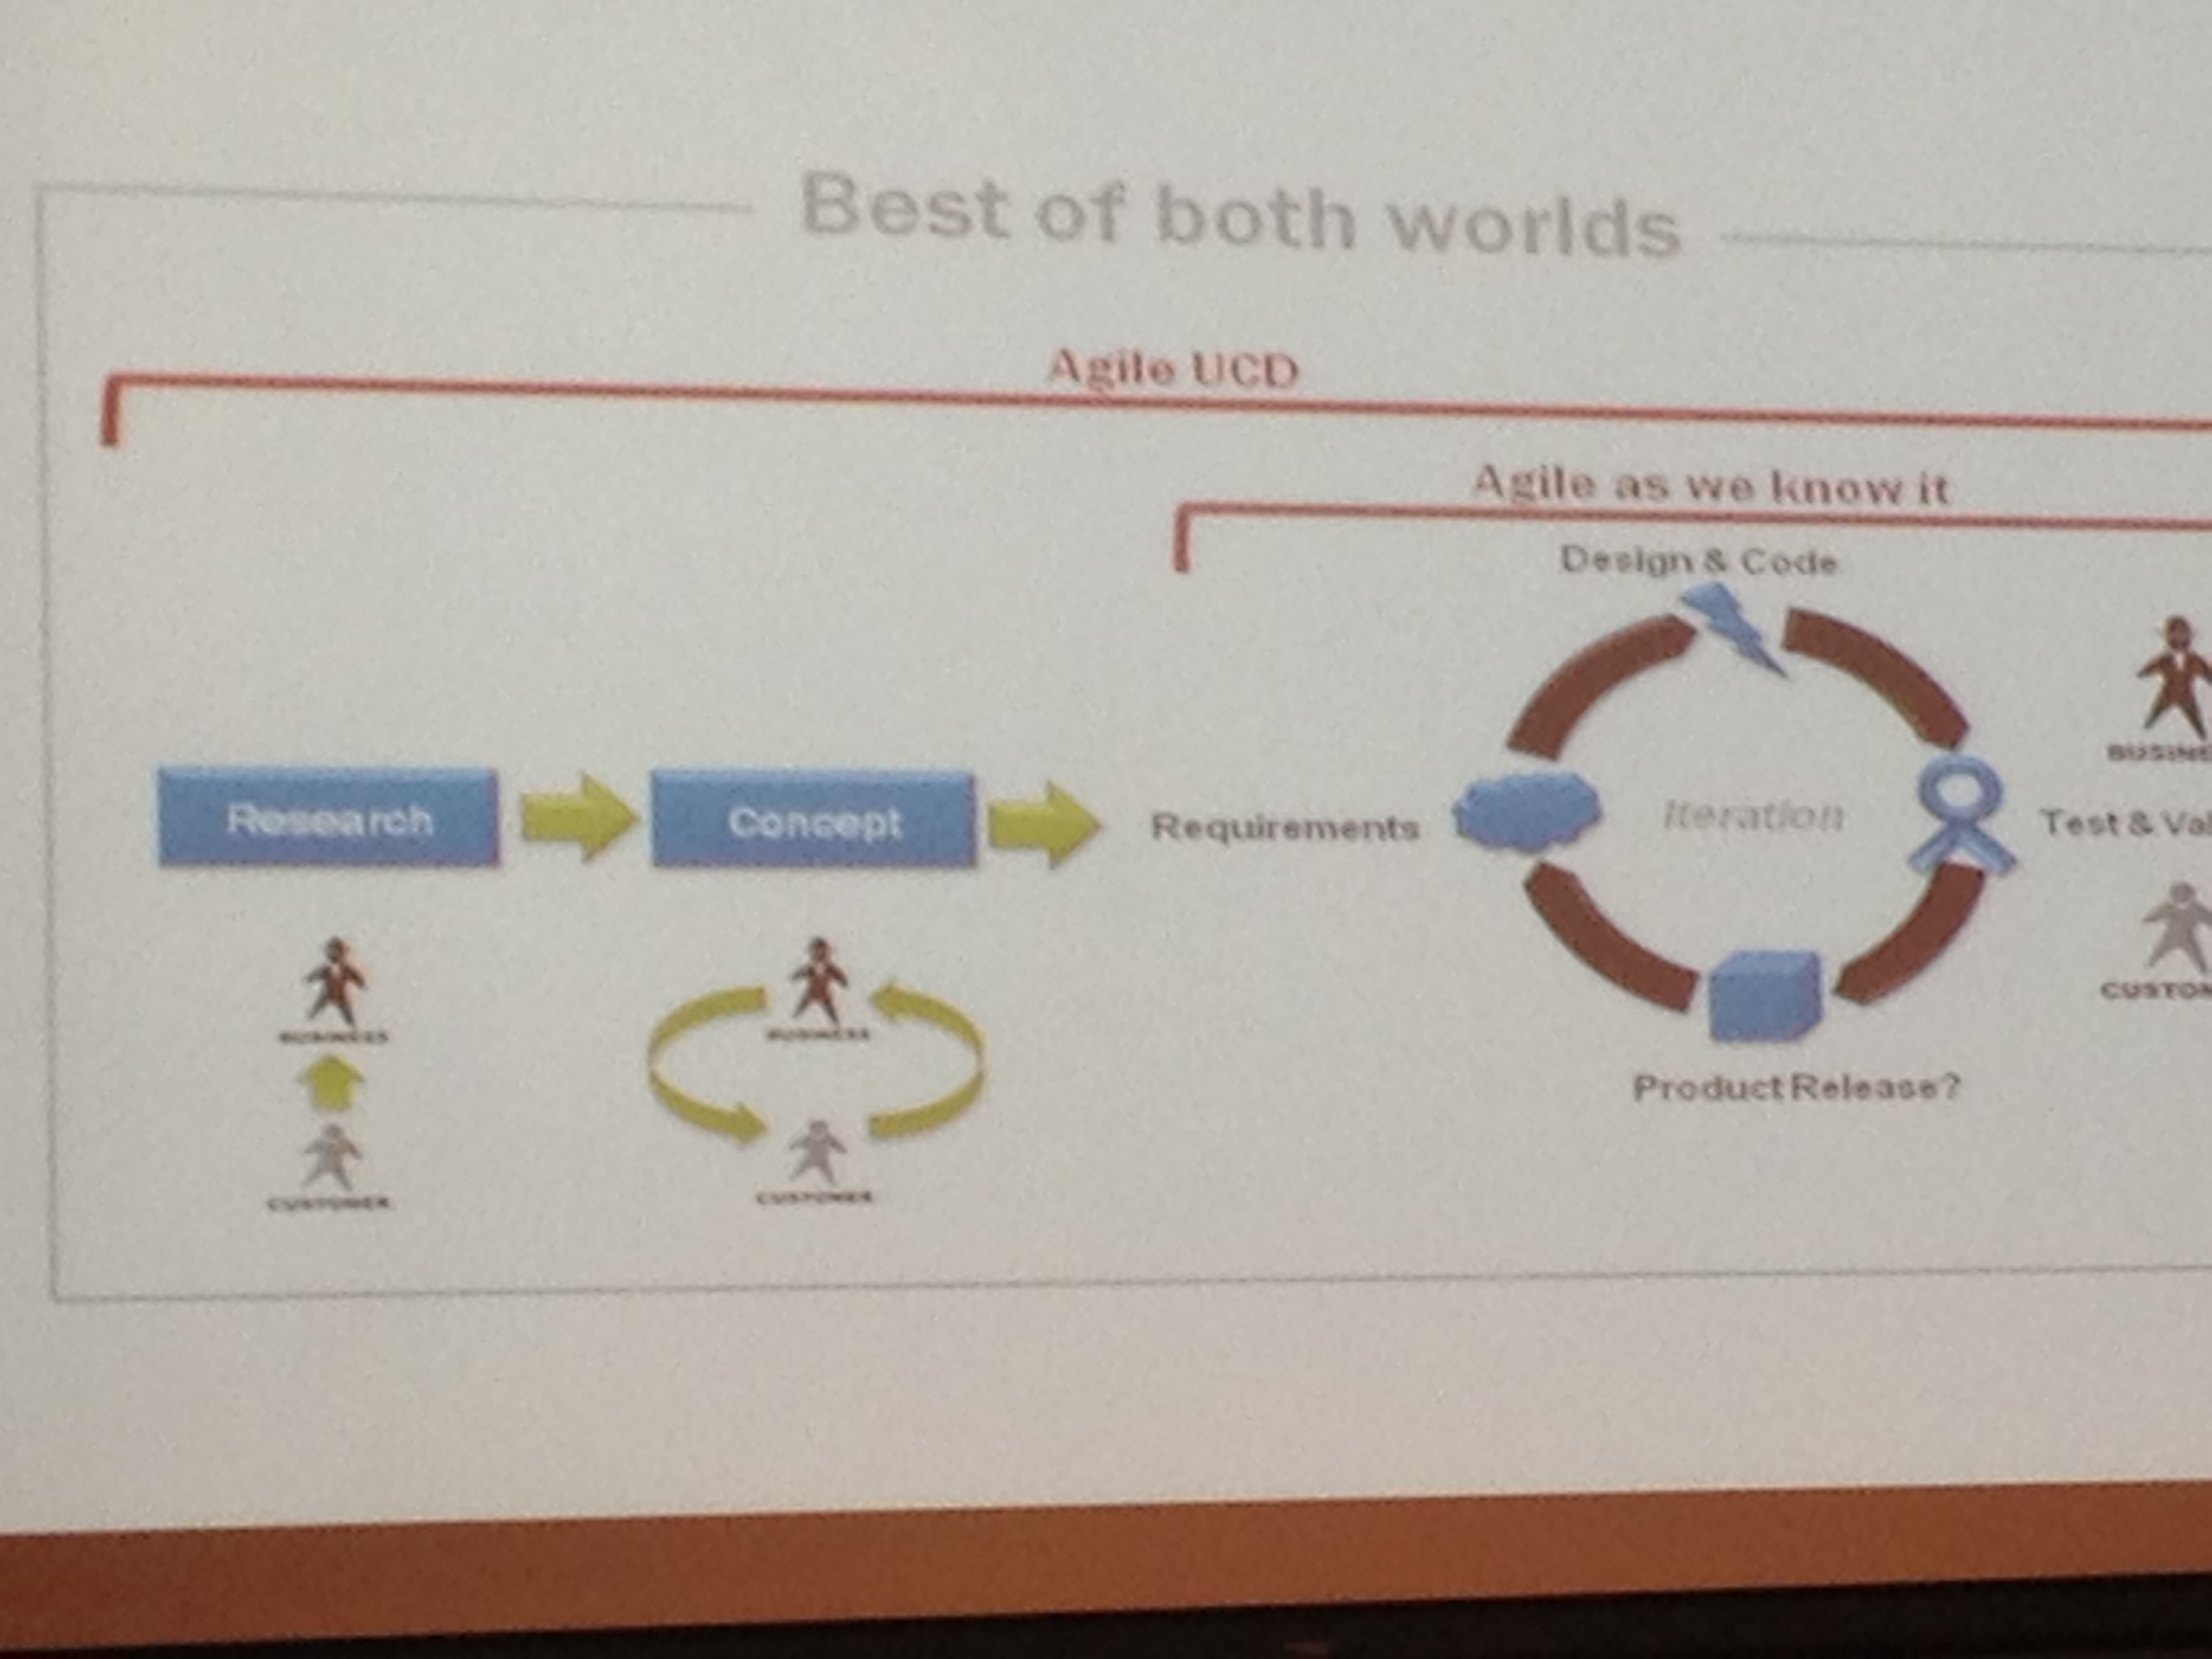 Best of both worlds
Agile UCD
Agile as we know it
Design & Code
BUSINE
Research
Concept
Requirements
Iteration
Test & Val
BUSINESS
BUSINESS
CUSTOM
Product Release?
CUSTOMER
CUSTOMER